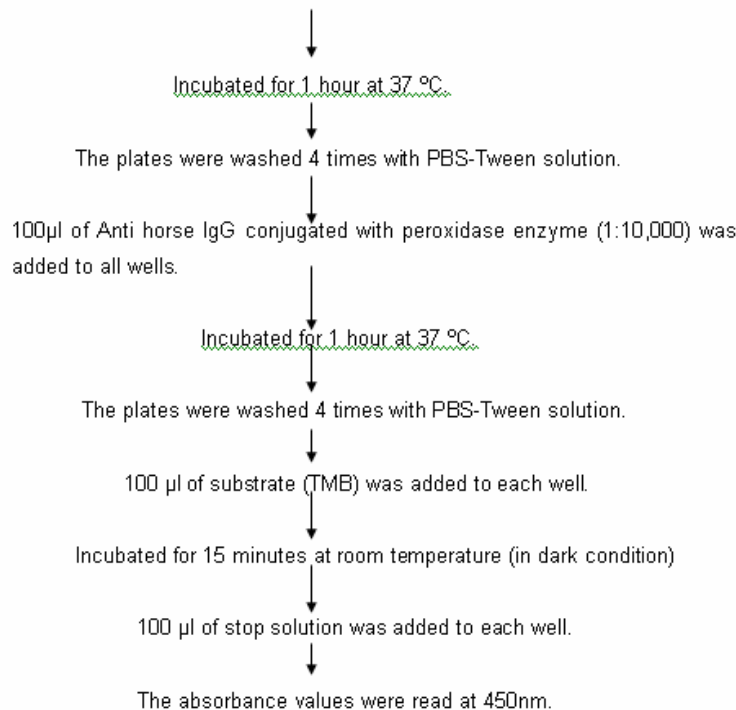 Incubated for 1 hour at 37 ºC.
The plates were washed 4 times with PBS-Tween solution.
100µl of Anti horse IgG conjugated with peroxidase enzyme (1:10,000) was
added to all wells.
Incubated for 1 hour at 37 ºC.
The plates were washed 4 times with PBS-Tween solution.
100 µl of substrate (TMB) was added to each well.
Incubated for 15 minutes at room temperature (in dark condition)
100 µl of stop solution was added to each well.
The absorbance values were read at 450nm.